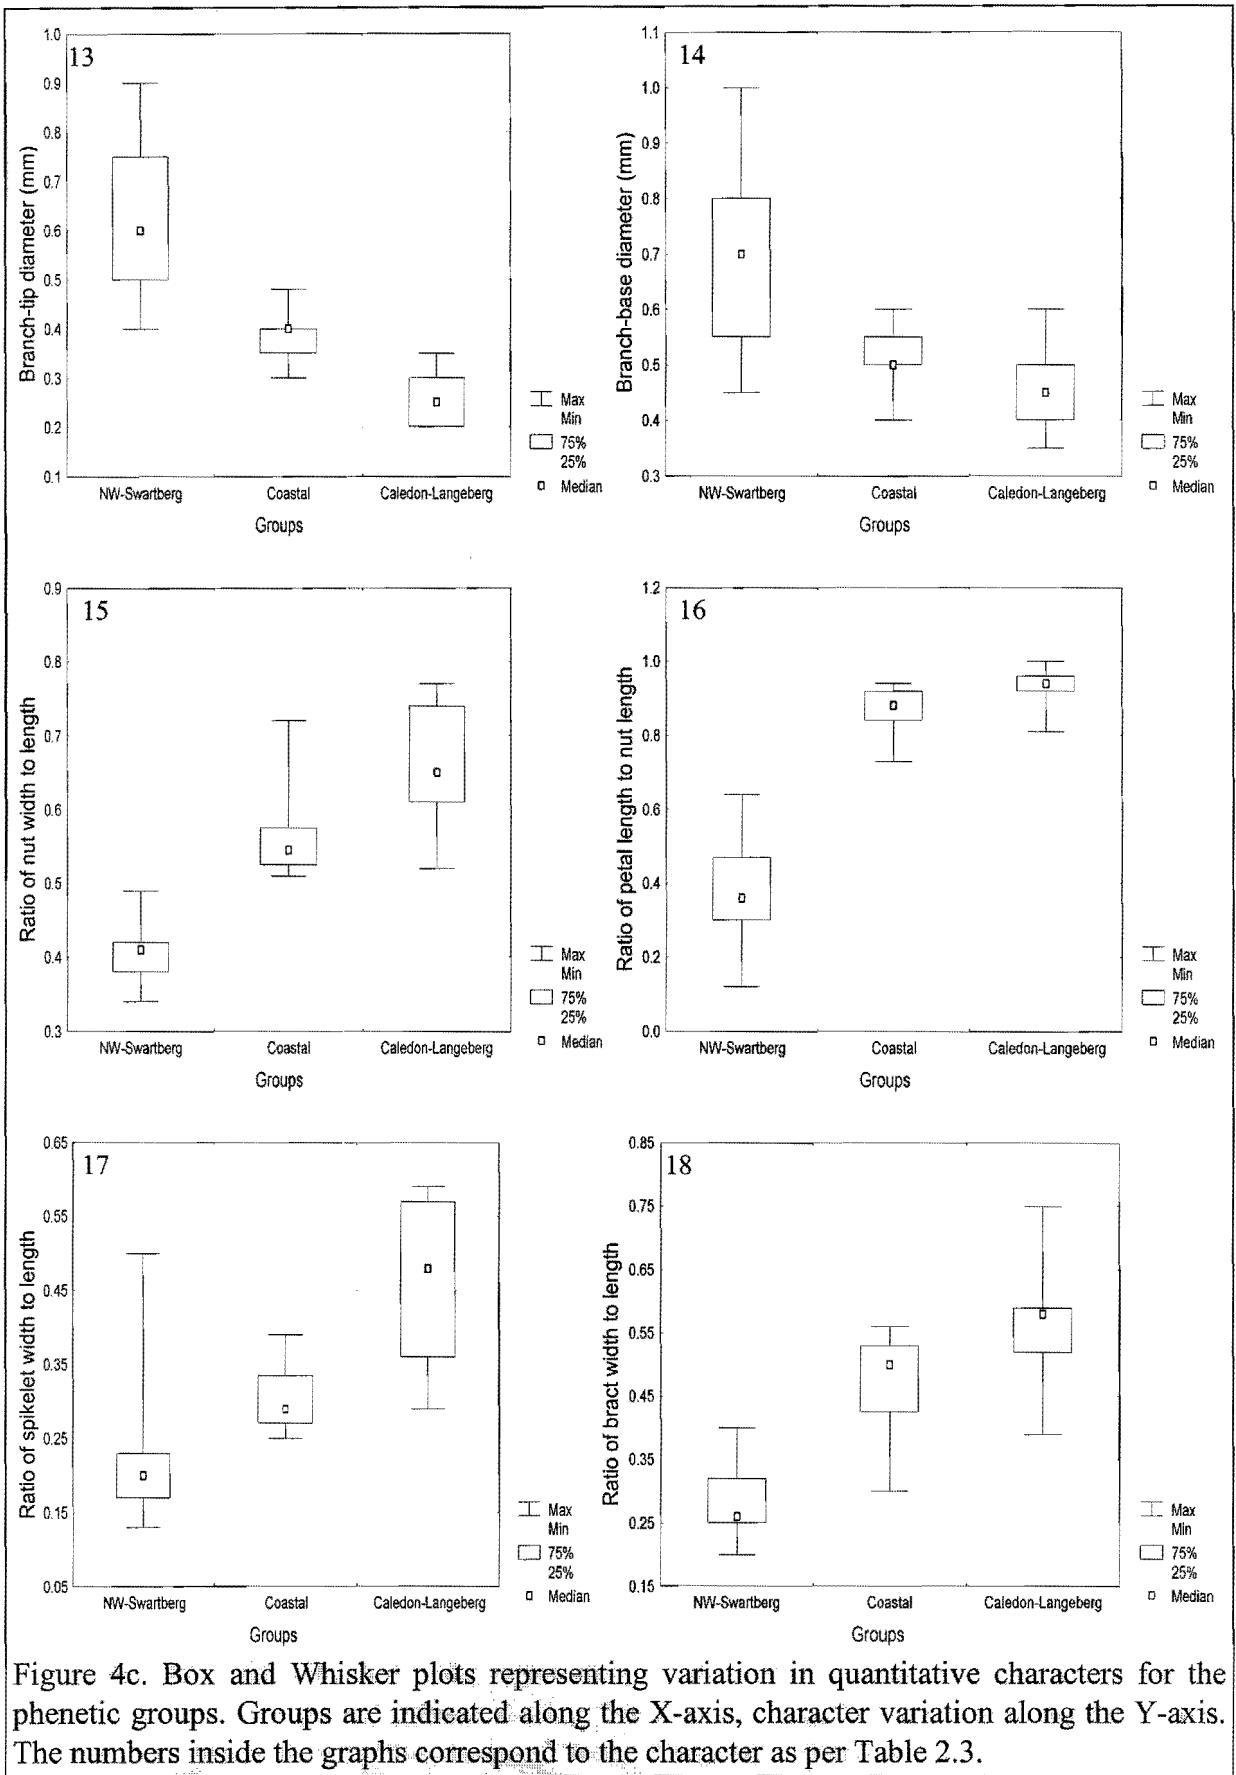 13
1.0
0.9
0.8
0.7
0.6
0.5
0.4
0.3
0.2
0.1
Branch-tip diameter (mm)
NW-Swartberg Coastal Caledon-Langeberg
Groups
Max
Min
75%
25%
Median
14
1.1
1.0
0.9
0.8
0.7
0.6
0.5
0.4
0.3
Branch-base diameter (mm)
NW-Swartberg Coastal Caledon-Langeberg
Groups
Max
Min
75%
25%
Median
15
0.9
0.8
0.7
0.6
0.5
0.4
0.3
Ratio of nut width to length
NW-Swartberg Coastal Caledon-Langeberg
Groups
Max
Min
75%
25%
Median
16
1.2
1.0
0.8
0.6
0.4
0.2
0.0
Ratio of petal length to nut length
NW-Swartberg Coastal Caledon-Langeberg
Groups
Max
Min
75%
25%
Median
17
0.65
0.55
0.45
0.35
0.25
0.15
0.05
Ratio of spikelet width to length
NW-Swartberg Coastal Caledon-Langeberg
Groups
Max
Min
75%
25%
Median
18
0.85
0.75
0.65
0.55
0.45
0.35
0.25
0.15
Ratio of bract width to length
NW-Swartberg Coastal Caledon-Langeberg
Groups
Max
Min
75%
25%
Median
Figure 4c. Box and Whisker plots representing variation in quantitative characters for the
phenetic groups. Groups are indicated along the X-axis, character variation along the Y-axis.
The numbers inside the graphs correspond to the character as per Table 2.3.